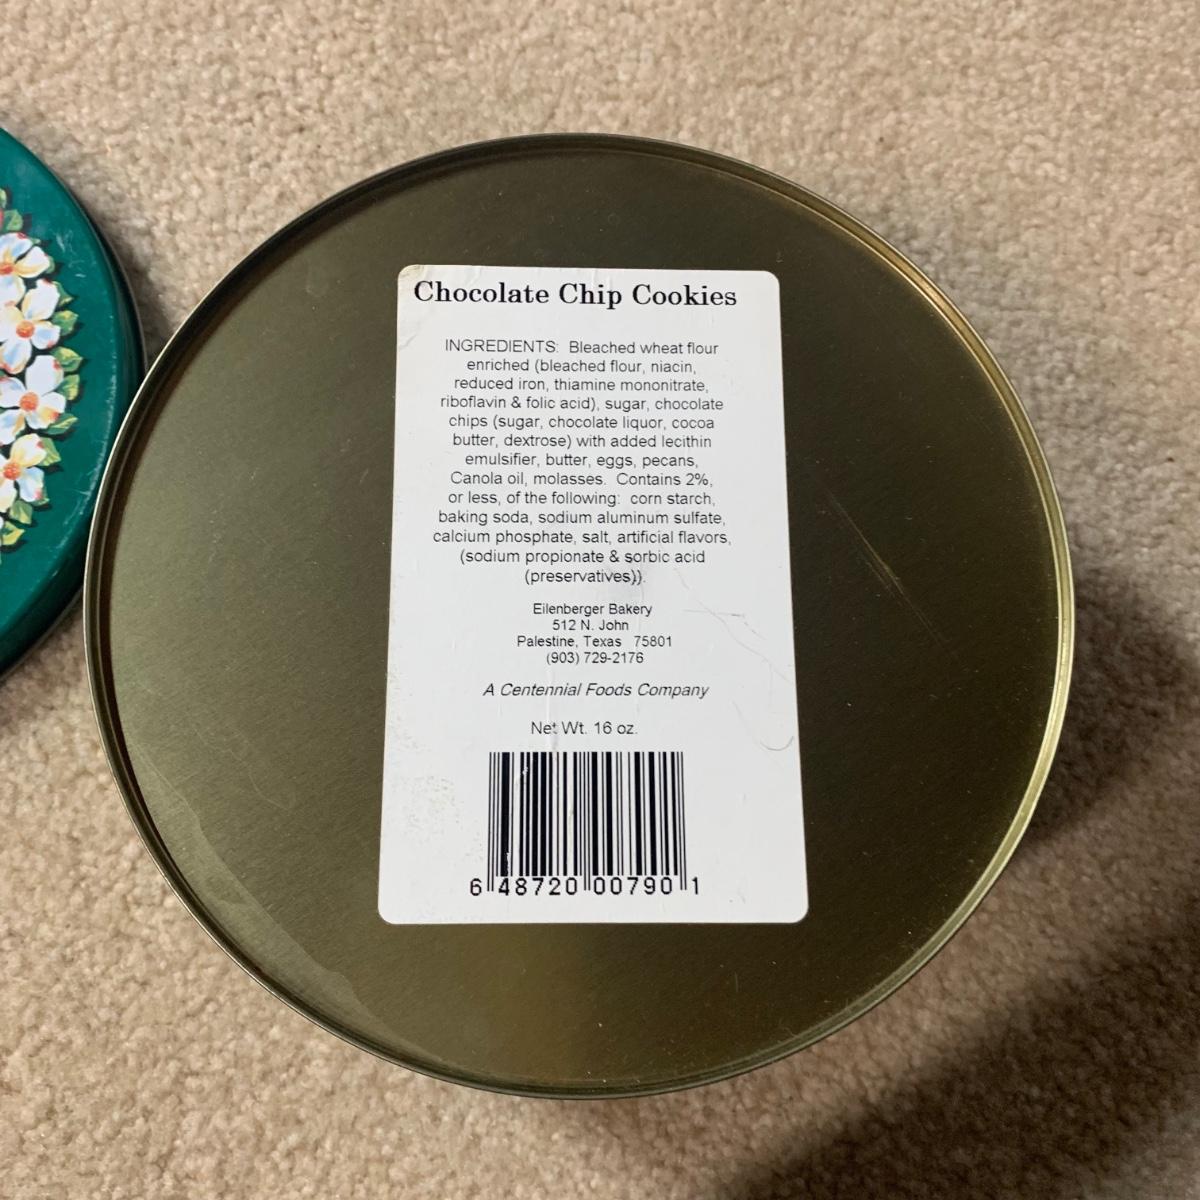 Chocolate Chip Cookies
INGREDIENTS: Bleached wheat flour
enriched (bleached flour, niacin,
reduced iron, thiamine mononitrate,
riboflavin & folic acid), sugar, chocolate
chips (sugar, chocolate liquor, cocoa
butter, dextrose) with added lecithin
emulsifier, butter, eggs, pecans,
Canola oil, molasses. Contains 2%,
or less, of the following: corn starch,
baking soda, sodium aluminum sulfate,
calcium phosphate, salt, artificial flavors,
(sodium propionate & sorbic acid
(preservatives)).
Eilenberger Bakery
512 N. John
Palestine, Texas 75801
(903) 729-2176
A Centennial Foods Company
Net Wt. 16 oz.
6 48720 00790 1